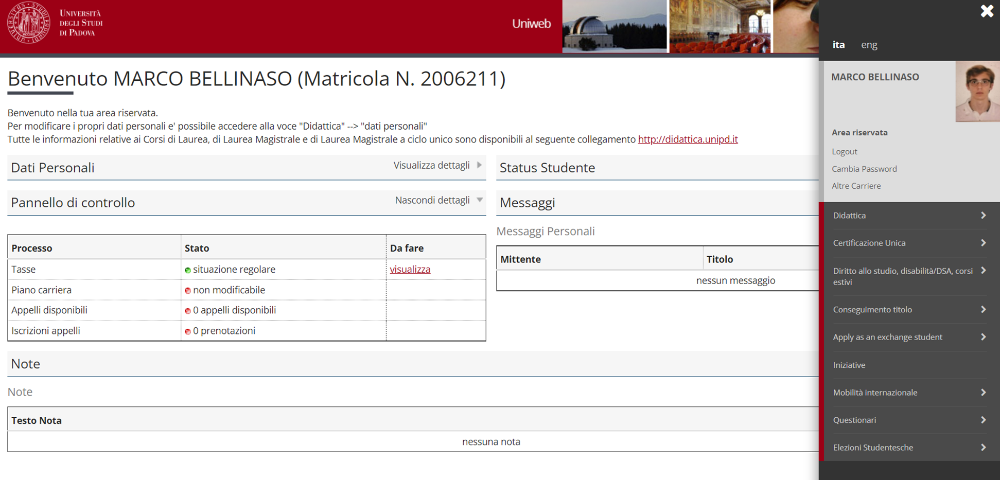 UNIVERSITÀ
DEGLI STUDI
DI PADOVA
Uniweb
ita eng
Benvenuto MARCO BELLINASO (Matricola N. 2006211)
MARCO BELLINASO
Benvenuto nella tua area riservata.
Per modificare i propri dati personali e' possibile accedere alla voce "Didattica" --> "dati personali"
Tutte le informazioni relative ai Corsi di Laurea, di Laurea Magistrale e di Laurea Magistrale a ciclo unico sono disponibili al seguente collegamento http://didattica.unipd.it
Dati Personali Visualizza dettagli
Status Studente
Pannello di controllo Nascondi dettagli
Messaggi
Messaggi Personali
Processo Stato Da fare
Tasse situazione regolare visualizza
Piano carriera non modificabile
Appelli disponibili 0 appelli disponibili
Iscrizioni appelli 0 prenotazioni
Mittente Titolo
nessun messaggio
Note
Note
Testo Nota
nessuna nota
Area riservata
Logout
Cambia Password
Altre Carriere
Didattica
Certificazione Unica
Diritto allo studio, disabilità/DSA, corsi
estivi
Conseguimento titolo
Apply as an exchange student
Iniziative
Mobilità internazionale
Questionari
Elezioni Studentesche